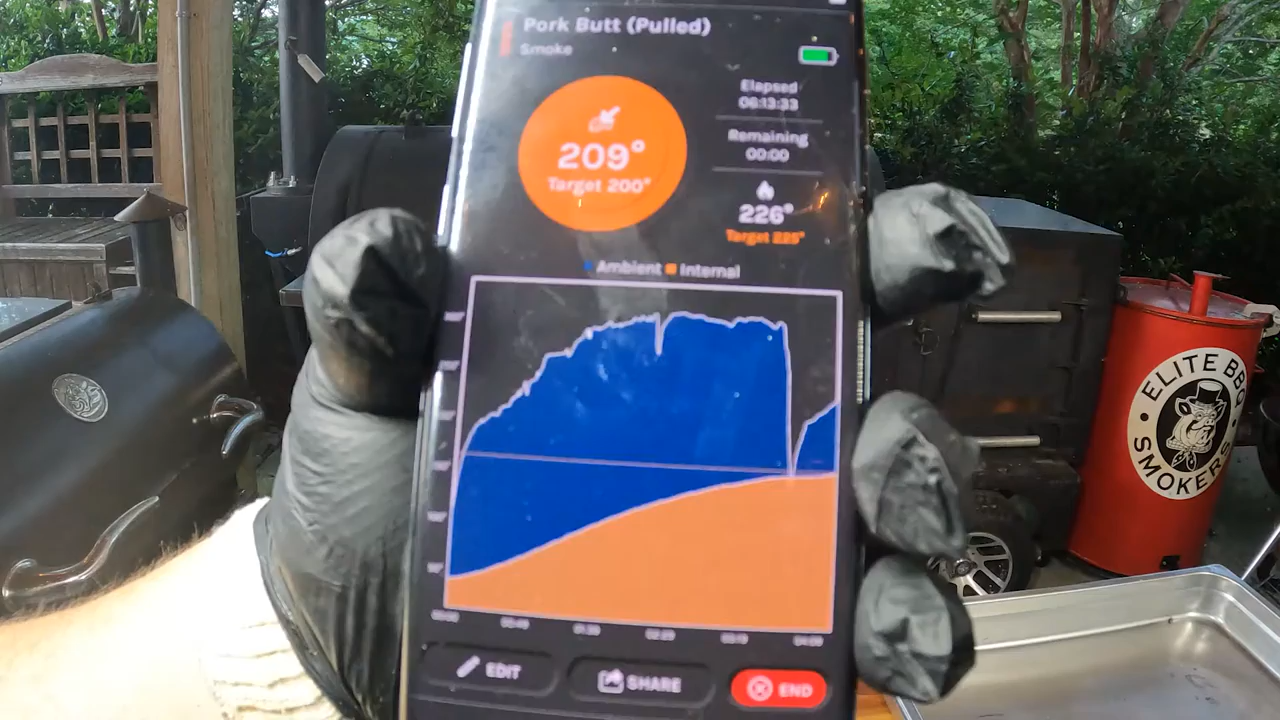 Pork Butt (Pulled)
Smoke
Elapsed
06:13:33
209°
Target 200°
Remaining
00:00
226°
Target 225°
Ambient Internal
EDIT
SHARE
END
ELITE BBQ
SMOKERS